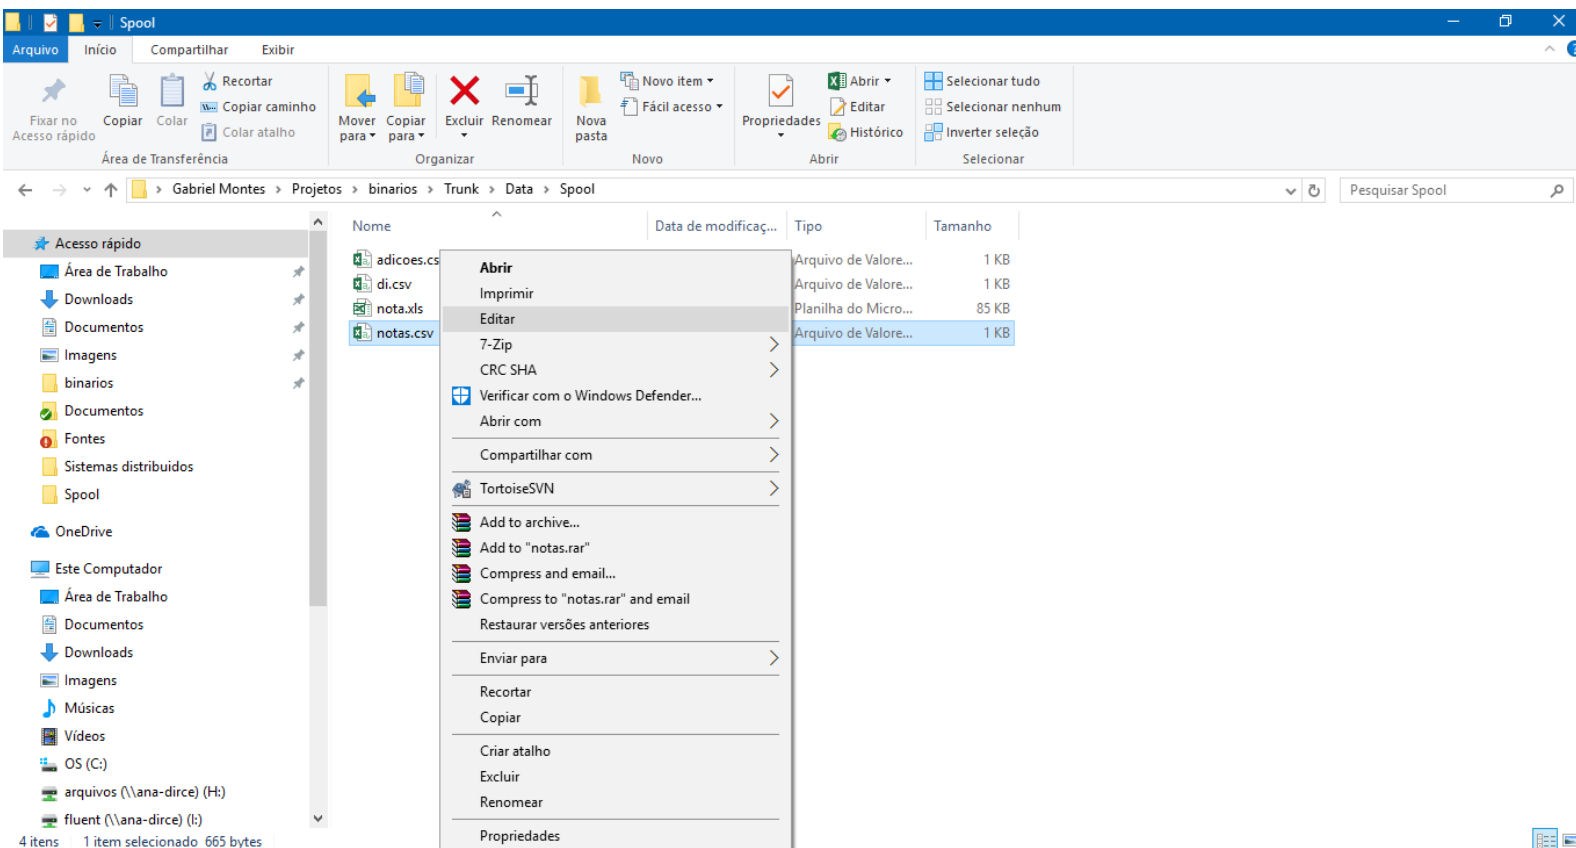 Spool
Arquivo Início Compartilhar Exibir
Fixar no Acesso rápido
Copiar
Colar
Recortar
Copiar caminho
Colar atalho
Área de Transferência
Mover para
Copiar para
Excluir
Renomear
Organizar
Nova pasta
Novo item
Fácil acesso
Novo
Propriedades
Abrir
Editar
Histórico
Abrir
Selecionar tudo
Selecionar nenhum
Inverter seleção
Selecionar
Gabriel Montes > Projetos > binarios > Trunk > Data > Spool
Pesquisar Spool
Acesso rápido
Área de Trabalho
Downloads
Documentos
Imagens
binarios
Documentos
Fontes
Sistemas distribuidos
Spool
OneDrive
Este Computador
Área de Trabalho
Documentos
Downloads
Imagens
Músicas
Vídeos
OS (C:)
arquivos (\\ana-dirce) (H:)
fluent (\\ana-dirce) (I:)
Nome Data de modificaç... Tipo Tamanho
adicoes.cs Arquivo de Valore... 1 KB
di.csv Arquivo de Valore... 1 KB
nota.xls Planilha do Micro... 85 KB
notas.csv Arquivo de Valore... 1 KB
Abrir
Imprimir
Editar
7-Zip
CRC SHA
Verificar com o Windows Defender...
Abrir com
Compartilhar com
TortoiseSVN
Add to archive...
Add to "notas.rar"
Compress and email...
Compress to "notas.rar" and email
Restaurar versões anteriores
Enviar para
Recortar
Copiar
Criar atalho
Excluir
Renomear
Propriedades
4 itens 1 item selecionado 665 bytes